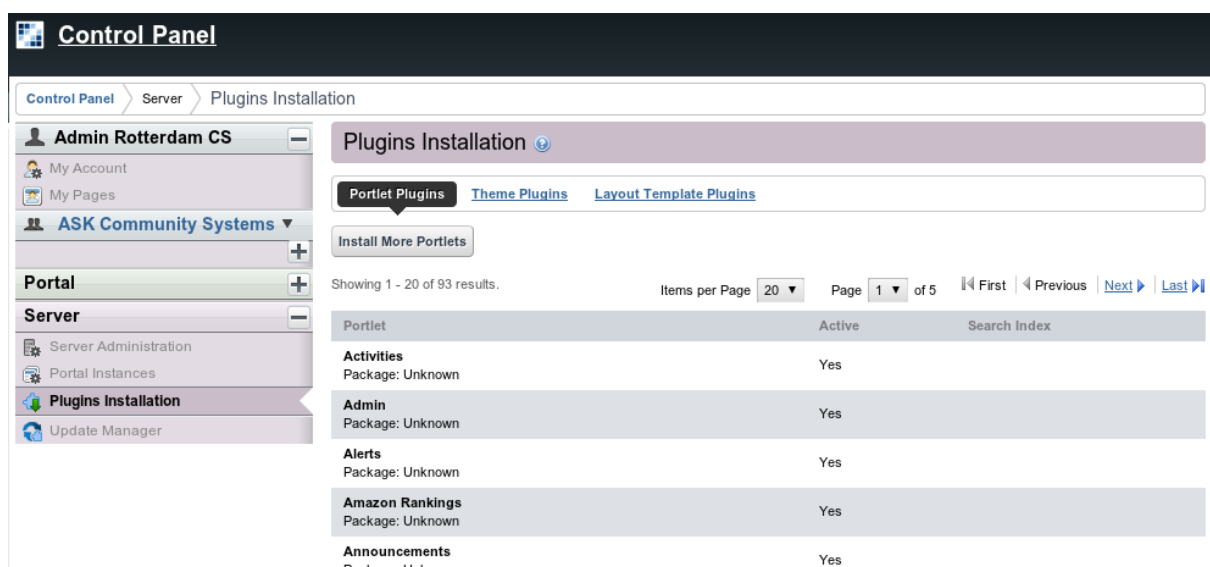 Control Panel
Control Panel Server Plugins Installation
Admin Rotterdam CS
My Account
My Pages
ASK Community Systems
Portal
Server
Server Administration
Portal Instances
Plugins Installation
Update Manager
Plugins Installation
Portlet Plugins Theme Plugins Layout Template Plugins
Install More Portlets
Showing 1 - 20 of 93 results. Items per Page 20 Page 1 of 5 First Previous Next Last
Portlet Active Search Index
Activities
Package: Unknown Yes
Admin
Package: Unknown Yes
Alerts
Package: Unknown Yes
Amazon Rankings
Package: Unknown Yes
Announcements
Yes